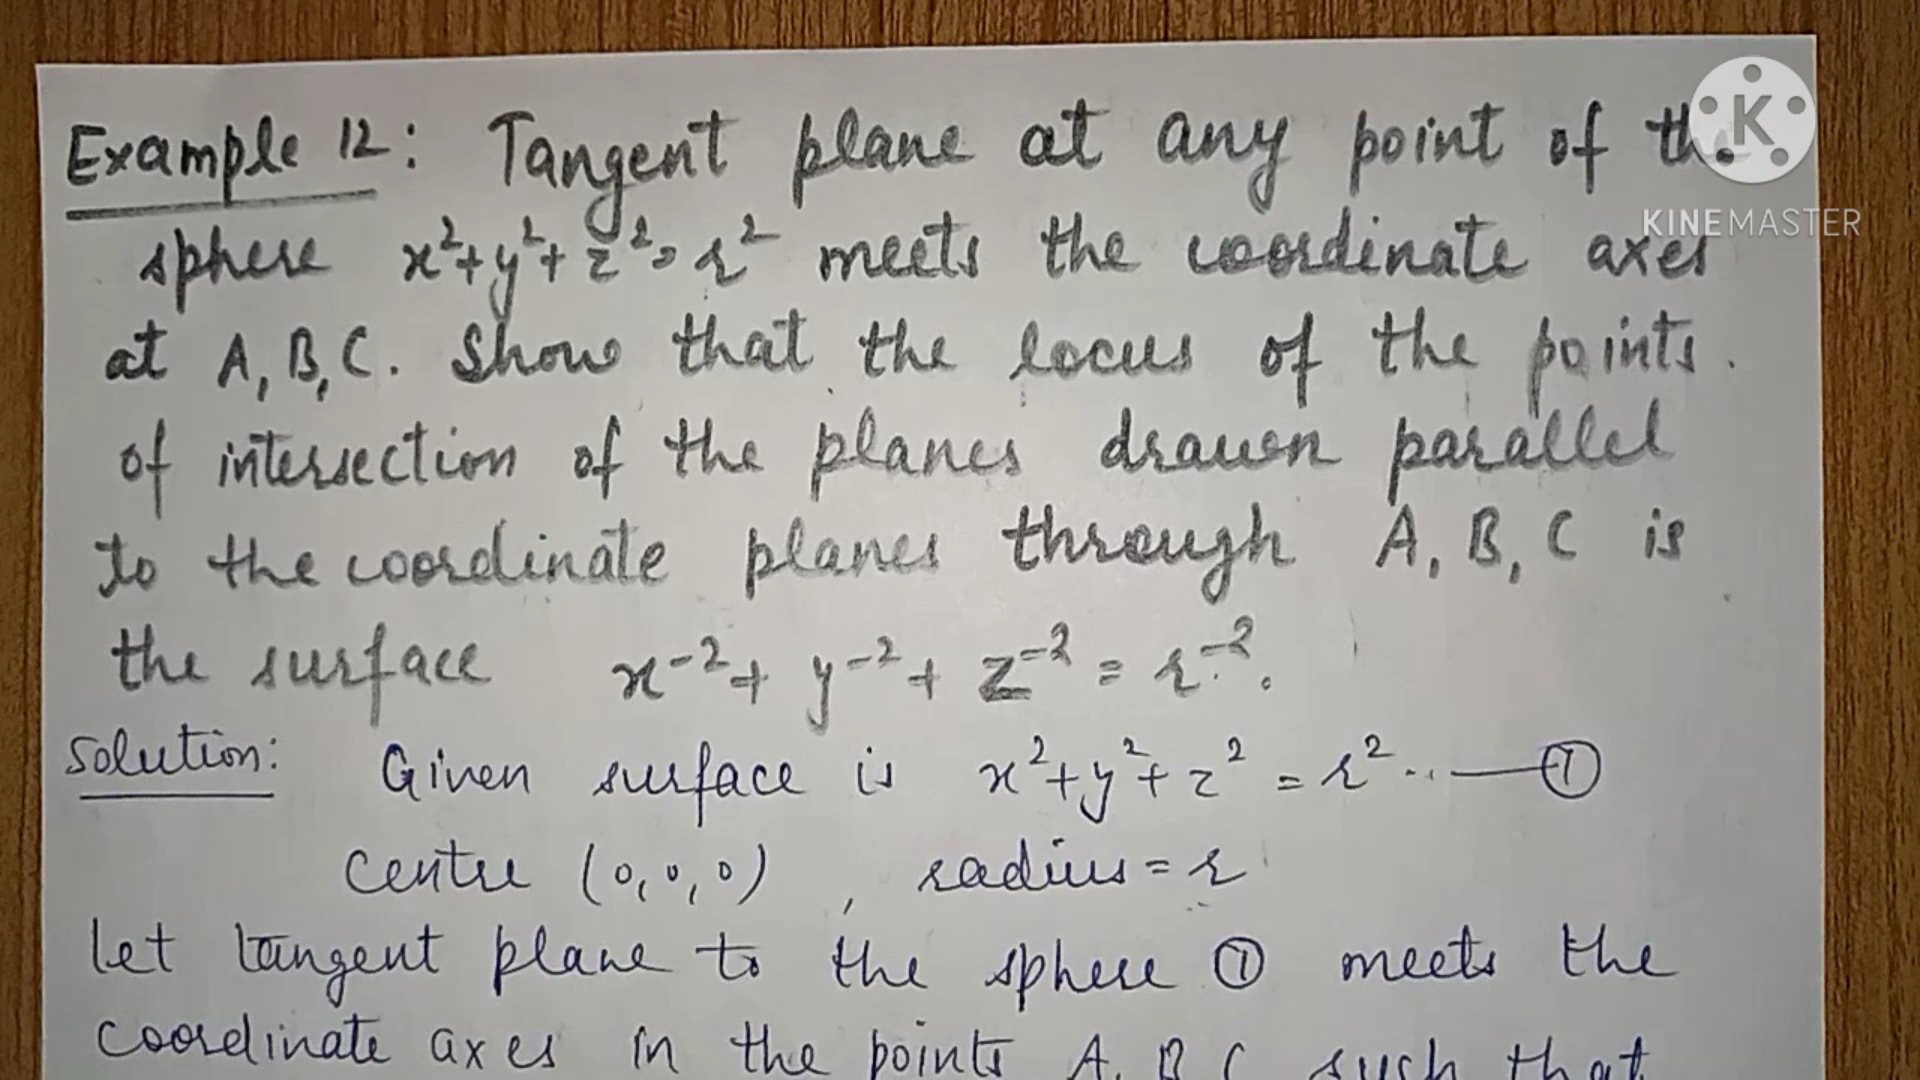 Example 12: Tangent plane at any point of the
sphere x²+y²+z²=r² meets the coordinate axes
at A, B, C. Show that the locus of the points
of intersection of the planes drawn parallel
to the coordinate planes through A, B, C is
the surface x⁻²+ y⁻²+ z⁻² = r⁻².
Solution: Given surface is x²+y²+z² = r² .. —①
Centre (0,0,0) , radius = r
Let tangent plane to the sphere ① meets the
coordinate axes in the points A, B, C such that
KINEMASTER